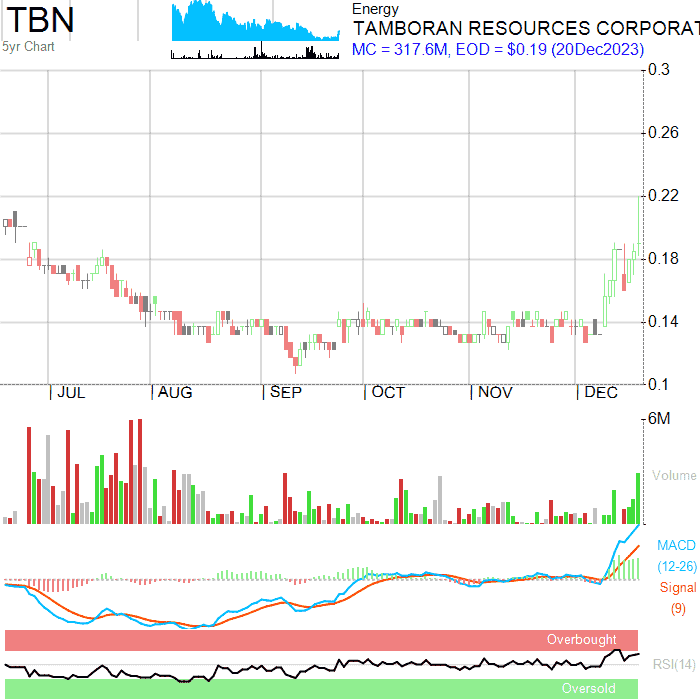 TBN
5yr Chart
Energy
TAMBORAN RESOURCES CORPORAT
MC = 317.6M, EOD = $0.19 (20Dec2023)
0.3
0.26
0.22
0.18
0.14
0.1
JUL AUG SEP OCT NOV DEC
6M
Volume
MACD
(12-26)
Signal
(9)
Overbought
RSI(14)
Oversold